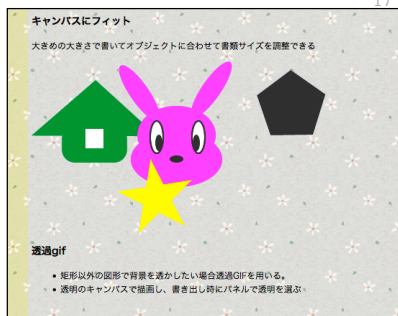 17
キャンバスにフィット
大きめの大きさで書いてオブジェクトに合わせて書類サイズを調整できる
透過gif
矩形以外の図形で背景を透かしたい場合透過GIFを用いる。
透明のキャンバスで描画し、書き出し時にパネルで透明を選ぶ